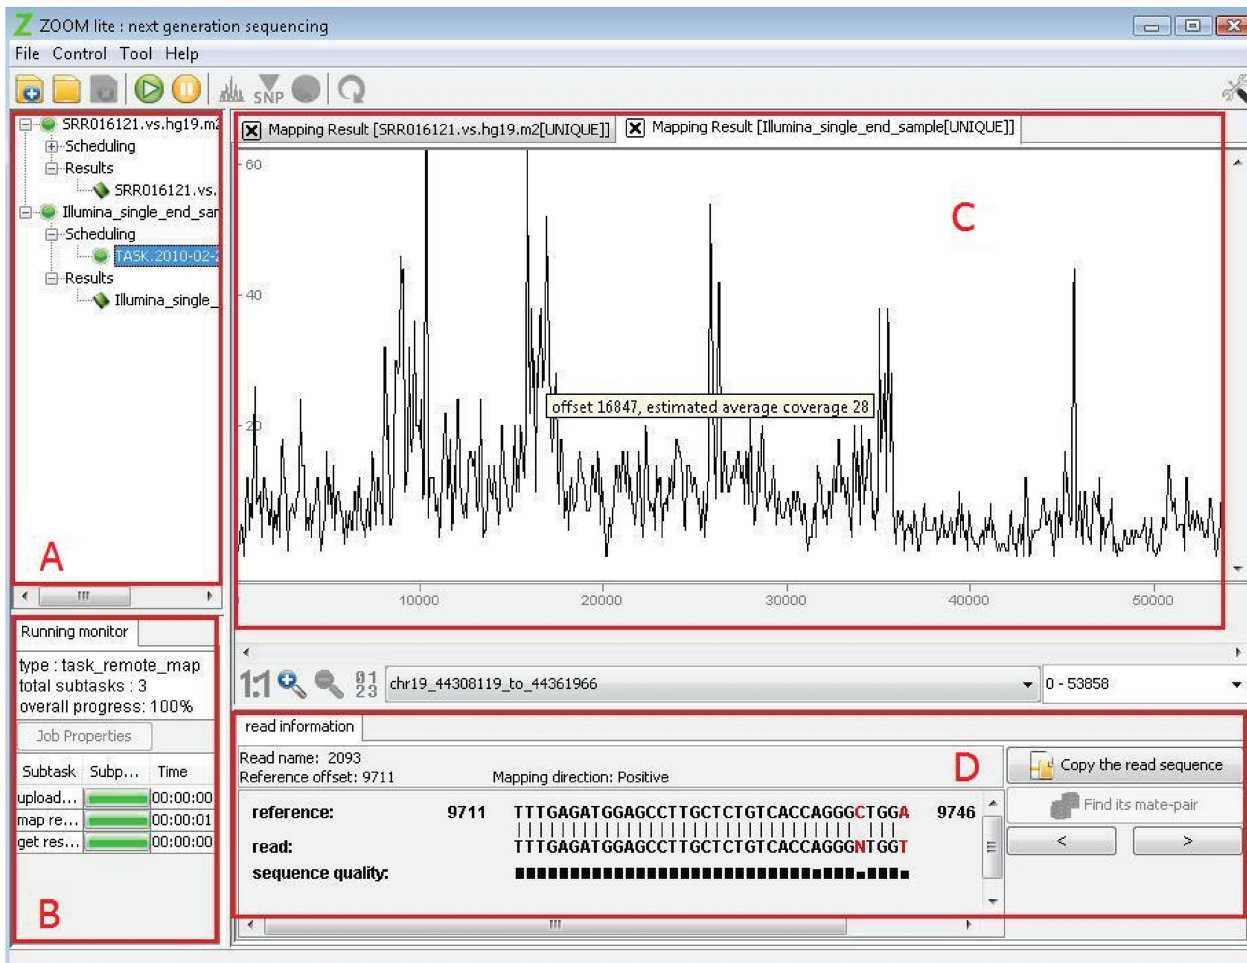 ZOOM lite : next generation sequencing
File Control Tool Help
SNP
SRR016121.vs.hg19.m2
Scheduling
Results
SRR016121.vs.
Illumina_single_end_sar
Scheduling
TASK.2010-02-2
Results
Illumina_single_
A
Mapping Result [SRR016121.vs.hg19.m2[UNIQUE]]
Mapping Result [Illumina_single_end_sample[UNIQUE]]
60
40
20
C
offset 16847, estimated average coverage 28
10000 20000 30000 40000 50000
1:1
01
23
chr19_44308119_to_44361966
0 - 53858
Running monitor
type : task_remote_map
total subtasks : 3
overall progress: 100%
Job Properties
Subtask Subp... Time
upload... 00:00:00
map re... 00:00:01
get res... 00:00:00
B
read information
Read name: 2093
Reference offset: 9711 Mapping direction: Positive
D
reference: 9711 TTTGAGATGGAGCCTTGCTCTGTCACCAGGGCTGGA 9746
read: TTTGAGATGGAGCCTTGCTCTGTCACCAGGGNTGGT
sequence quality:
Copy the read sequence
Find its mate-pair
< >